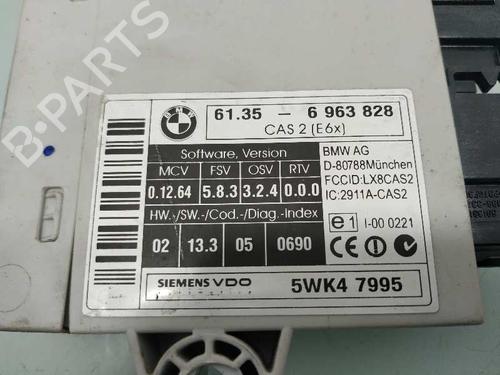 B-PARTS
BMW
61.35 - 6 963 828
CAS 2 (E6x)
Software, Version
MCV FSV OSV RTV
0.12.64 5.8.3 3.2.4 0.0.0
HW.-/SW.-/Cod.-/Diag.-Index
02 13.3 05 0690
BMW AG
D-80788München
FCCID:LX8CAS2
IC:2911A-CAS2
e1 I-00 0221
CE
SIEMENS VDO 5WK4 7995